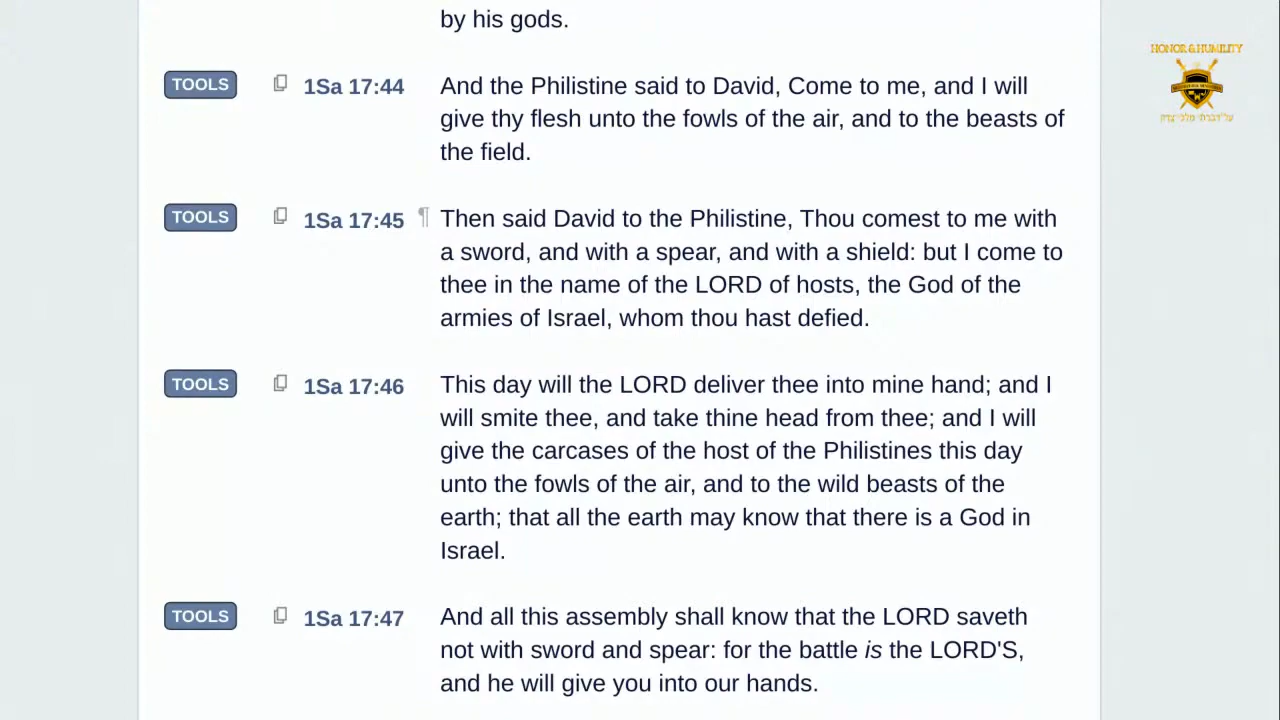 by his gods.
TOOLS 1Sa 17:44 And the Philistine said to David, Come to me, and I will
give thy flesh unto the fowls of the air, and to the beasts of
the field.
TOOLS 1Sa 17:45 ¶ Then said David to the Philistine, Thou comest to me with
a sword, and with a spear, and with a shield: but I come to
thee in the name of the LORD of hosts, the God of the
armies of Israel, whom thou hast defied.
TOOLS 1Sa 17:46 This day will the LORD deliver thee into mine hand; and I
will smite thee, and take thine head from thee; and I will
give the carcases of the host of the Philistines this day
unto the fowls of the air, and to the wild beasts of the
earth; that all the earth may know that there is a God in
Israel.
TOOLS 1Sa 17:47 And all this assembly shall know that the LORD saveth
not with sword and spear: for the battle is the LORD'S,
and he will give you into our hands.
HONOR & HUMILITY